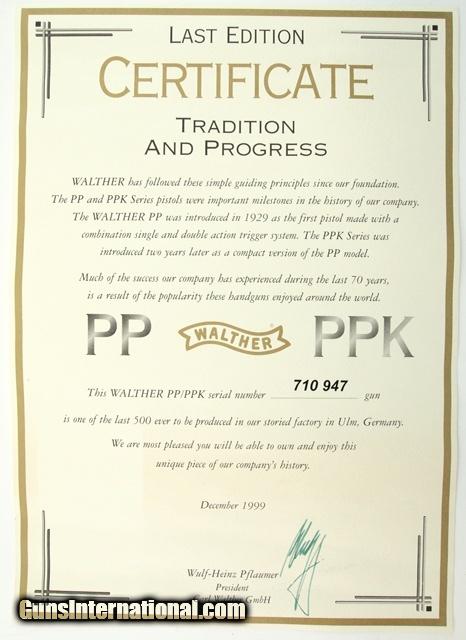 LAST EDITION
CERTIFICATE
TRADITION
AND PROGRESS
WALTHER has followed these simple guiding principles since our foundation.
The PP and PPK Series pistols were important milestones in the history of our company.
The WALTHER PP was introduced in 1929 as the first pistol made with a
combination single and double action trigger system. The PPK Series was
introduced two years later as a compact version of the PP model.
Much of the success our company has experienced during the last 70 years,
is a result of the popularity these handguns enjoyed around the world.
PP WALTHER PPK
This WALTHER PP/PPK serial number 710 947 gun
is one of the last 500 ever to be produced in our storied factory in Ulm, Germany.
We are most pleased you will be able to own and enjoy this
unique piece of our company's history.
December 1999
Wulf-Heinz Pflaumer
President
Carl Walther GmbH
GunsInternational.com